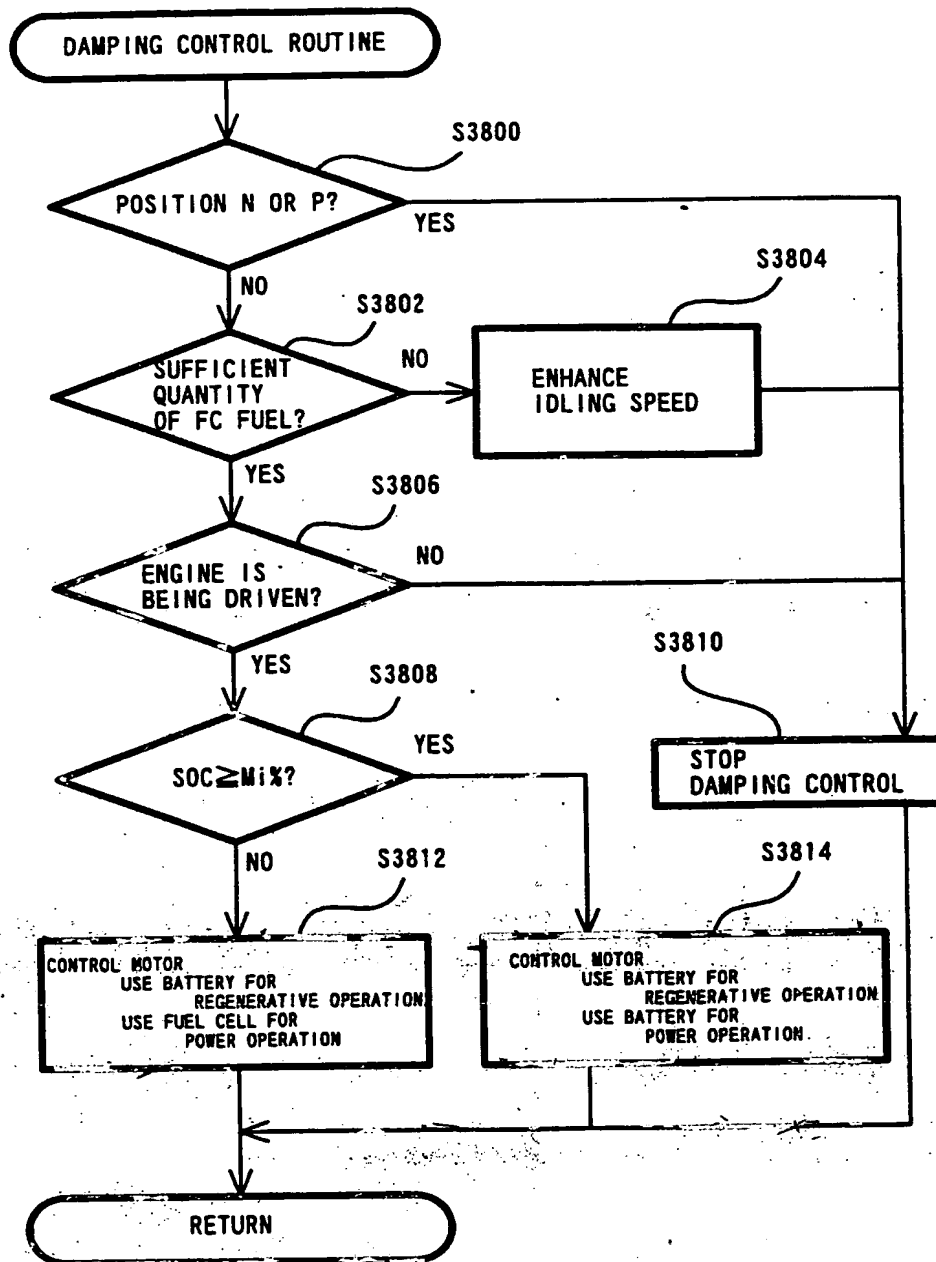 DAMPING CONTROL ROUTINE
S3800
POSITION N OR P?
YES
NO
S3802
S3804
SUFFICIENT
QUANTITY
OF FC FUEL?
NO
ENHANCE
IDLING SPEED
YES
S3806
ENGINE IS
BEING DRIVEN?
NO
YES
S3808
S3810
SOC≧Mi%?
YES
STOP
DAMPING CONTROL
NO
S3812
S3814
CONTROL MOTOR
USE BATTERY FOR
REGENERATIVE OPERATION
USE FUEL CELL FOR
POWER OPERATION
CONTROL MOTOR
USE BATTERY FOR
REGENERATIVE OPERATION
USE BATTERY FOR
POWER OPERATION
RETURN